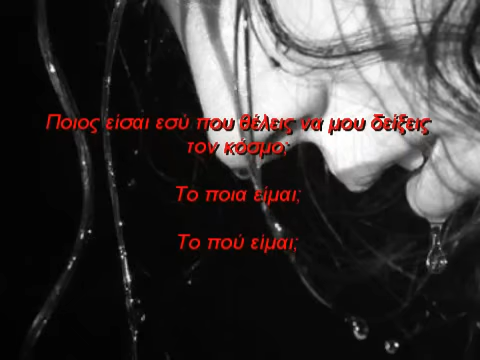 Ποιος είσαι εσύ που θέλεις να μου δείξεις
τον κόσμο;
Το ποια είμαι;
Το πού είμαι;